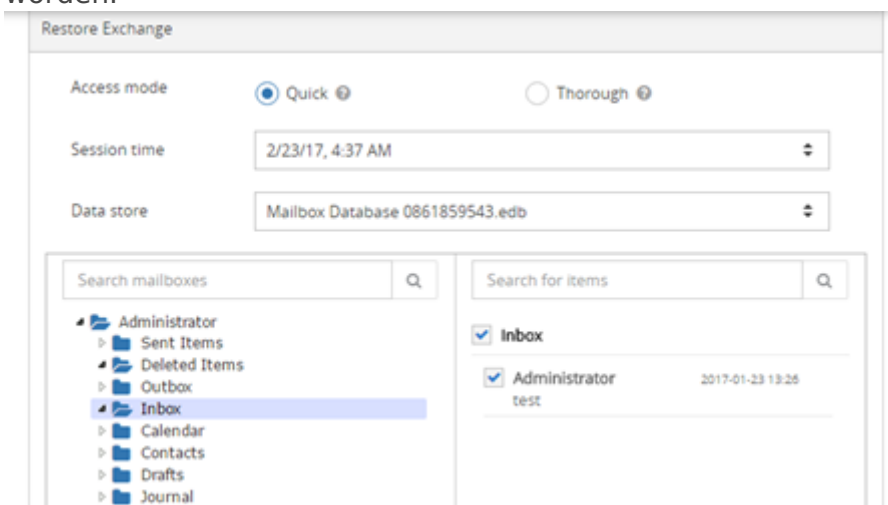 worden.
Restore Exchange
Access mode
Quick
Thorough
Session time
2/23/17, 4:37 AM
Data store
Mailbox Database 0861859543.edb
Search mailboxes
Search for items
Administrator
Sent Items
Deleted Items
Outbox
Inbox
Calendar
Contacts
Drafts
Journal
Inbox
Administrator
2017-01-23 13:26
test